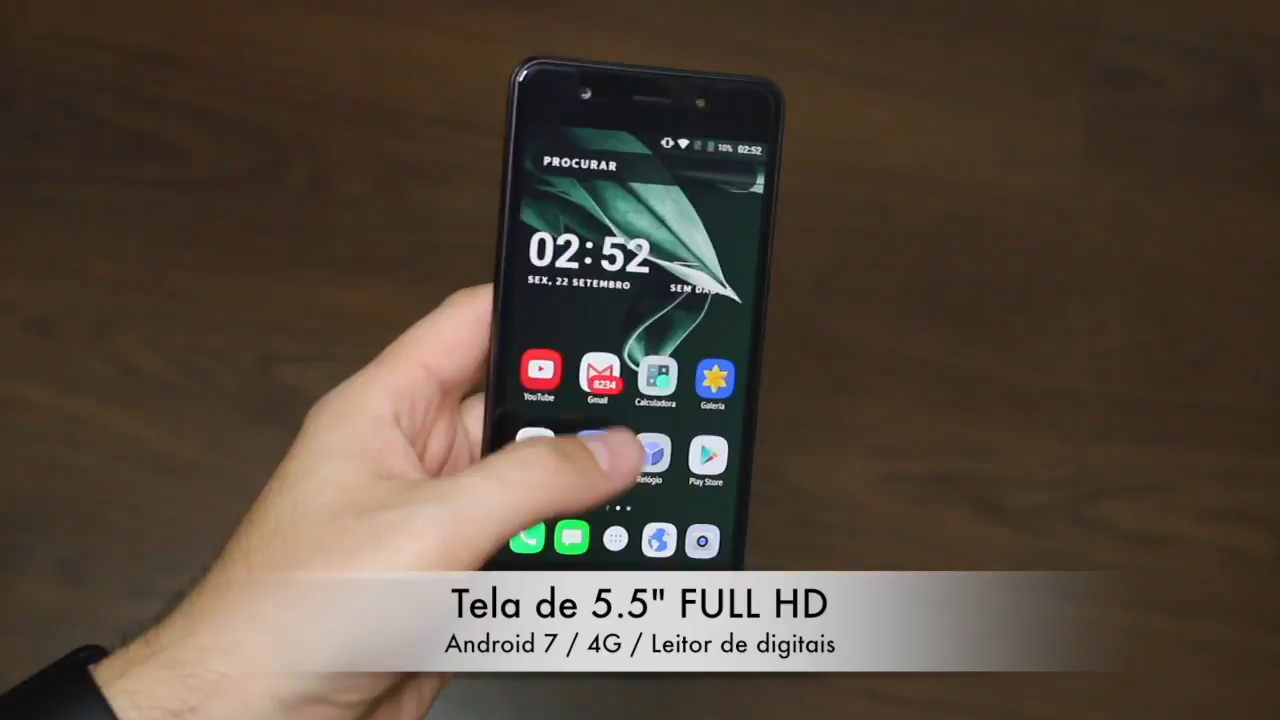 10% 02:52
PROCURAR
02:52
SEX, 22 SETEMBRO
SEM
YouTube
8234
Gmail
Calculadora
Galeria
Relógio
Play Store
Tela de 5.5" FULL HD
Android 7 / 4G / Leitor de digitais